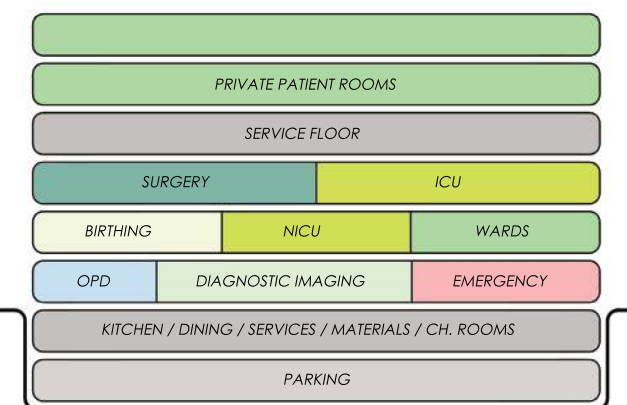 PRIVATE PATIENT ROOMS
SERVICE FLOOR
SURGERY ICU
BIRTHING NICU WARDS
OPD DIAGNOSTIC IMAGING EMERGENCY
KITCHEN / DINING / SERVICES / MATERIALS / CH. ROOMS
PARKING